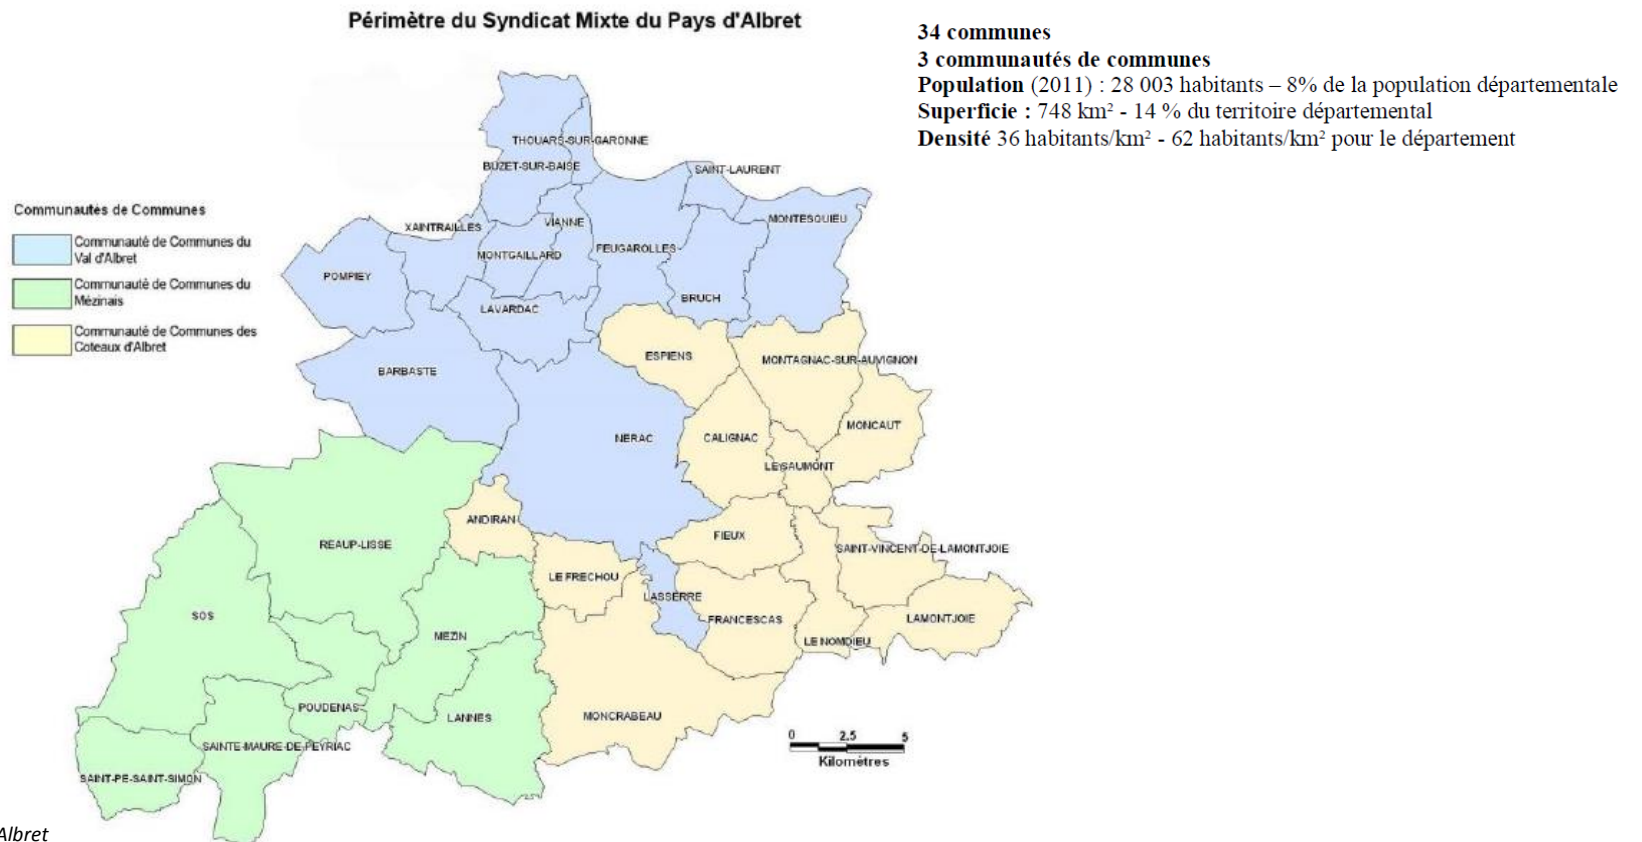 Périmètre du Syndicat Mixte du Pays d'Albret
34 communes
3 communautés de communes
Population (2011) : 28 003 habitants – 8% de la population départementale
Superficie : 748 km² - 14 % du territoire départemental
Densité 36 habitants/km² - 62 habitants/km² pour le département
Communautés de Communes
Communauté de Communes du
Val d'Albret
Communauté de Communes du
Mézinais
Communauté de Communes des
Coteaux d'Albret
THOUARS-SUR-GARONNE
BUZET-SUR-BAISE
SAINT-LAURENT
XAINTRAILLES
VIANNE
MONTESQUIEU
MONTGAILLARD
FEUGAROLLES
POMPIEY
BRUCH
LAVARDAC
ESPIENS
MONTAGNAC-SUR-AUVIGNON
BARBASTE
MONCAUT
NERAC
CALIGNAC
LE SAUMONT
ANDIRAN
FIEUX
REAUP-LISSE
SAINT-VINCENT-DE-LAMONTJOIE
LE FRECHOU
LASSERRE
SOS
FRANCESCAS
LAMONTJOIE
MEZIN
LE NOMDIEU
POUDENAS
LANNES
MONCRABEAU
SAINTE-MAURE-DE-PEYRIAC
SAINT-PE-SAINT-SIMON
0 2.5 5
Kilomètres
Albret